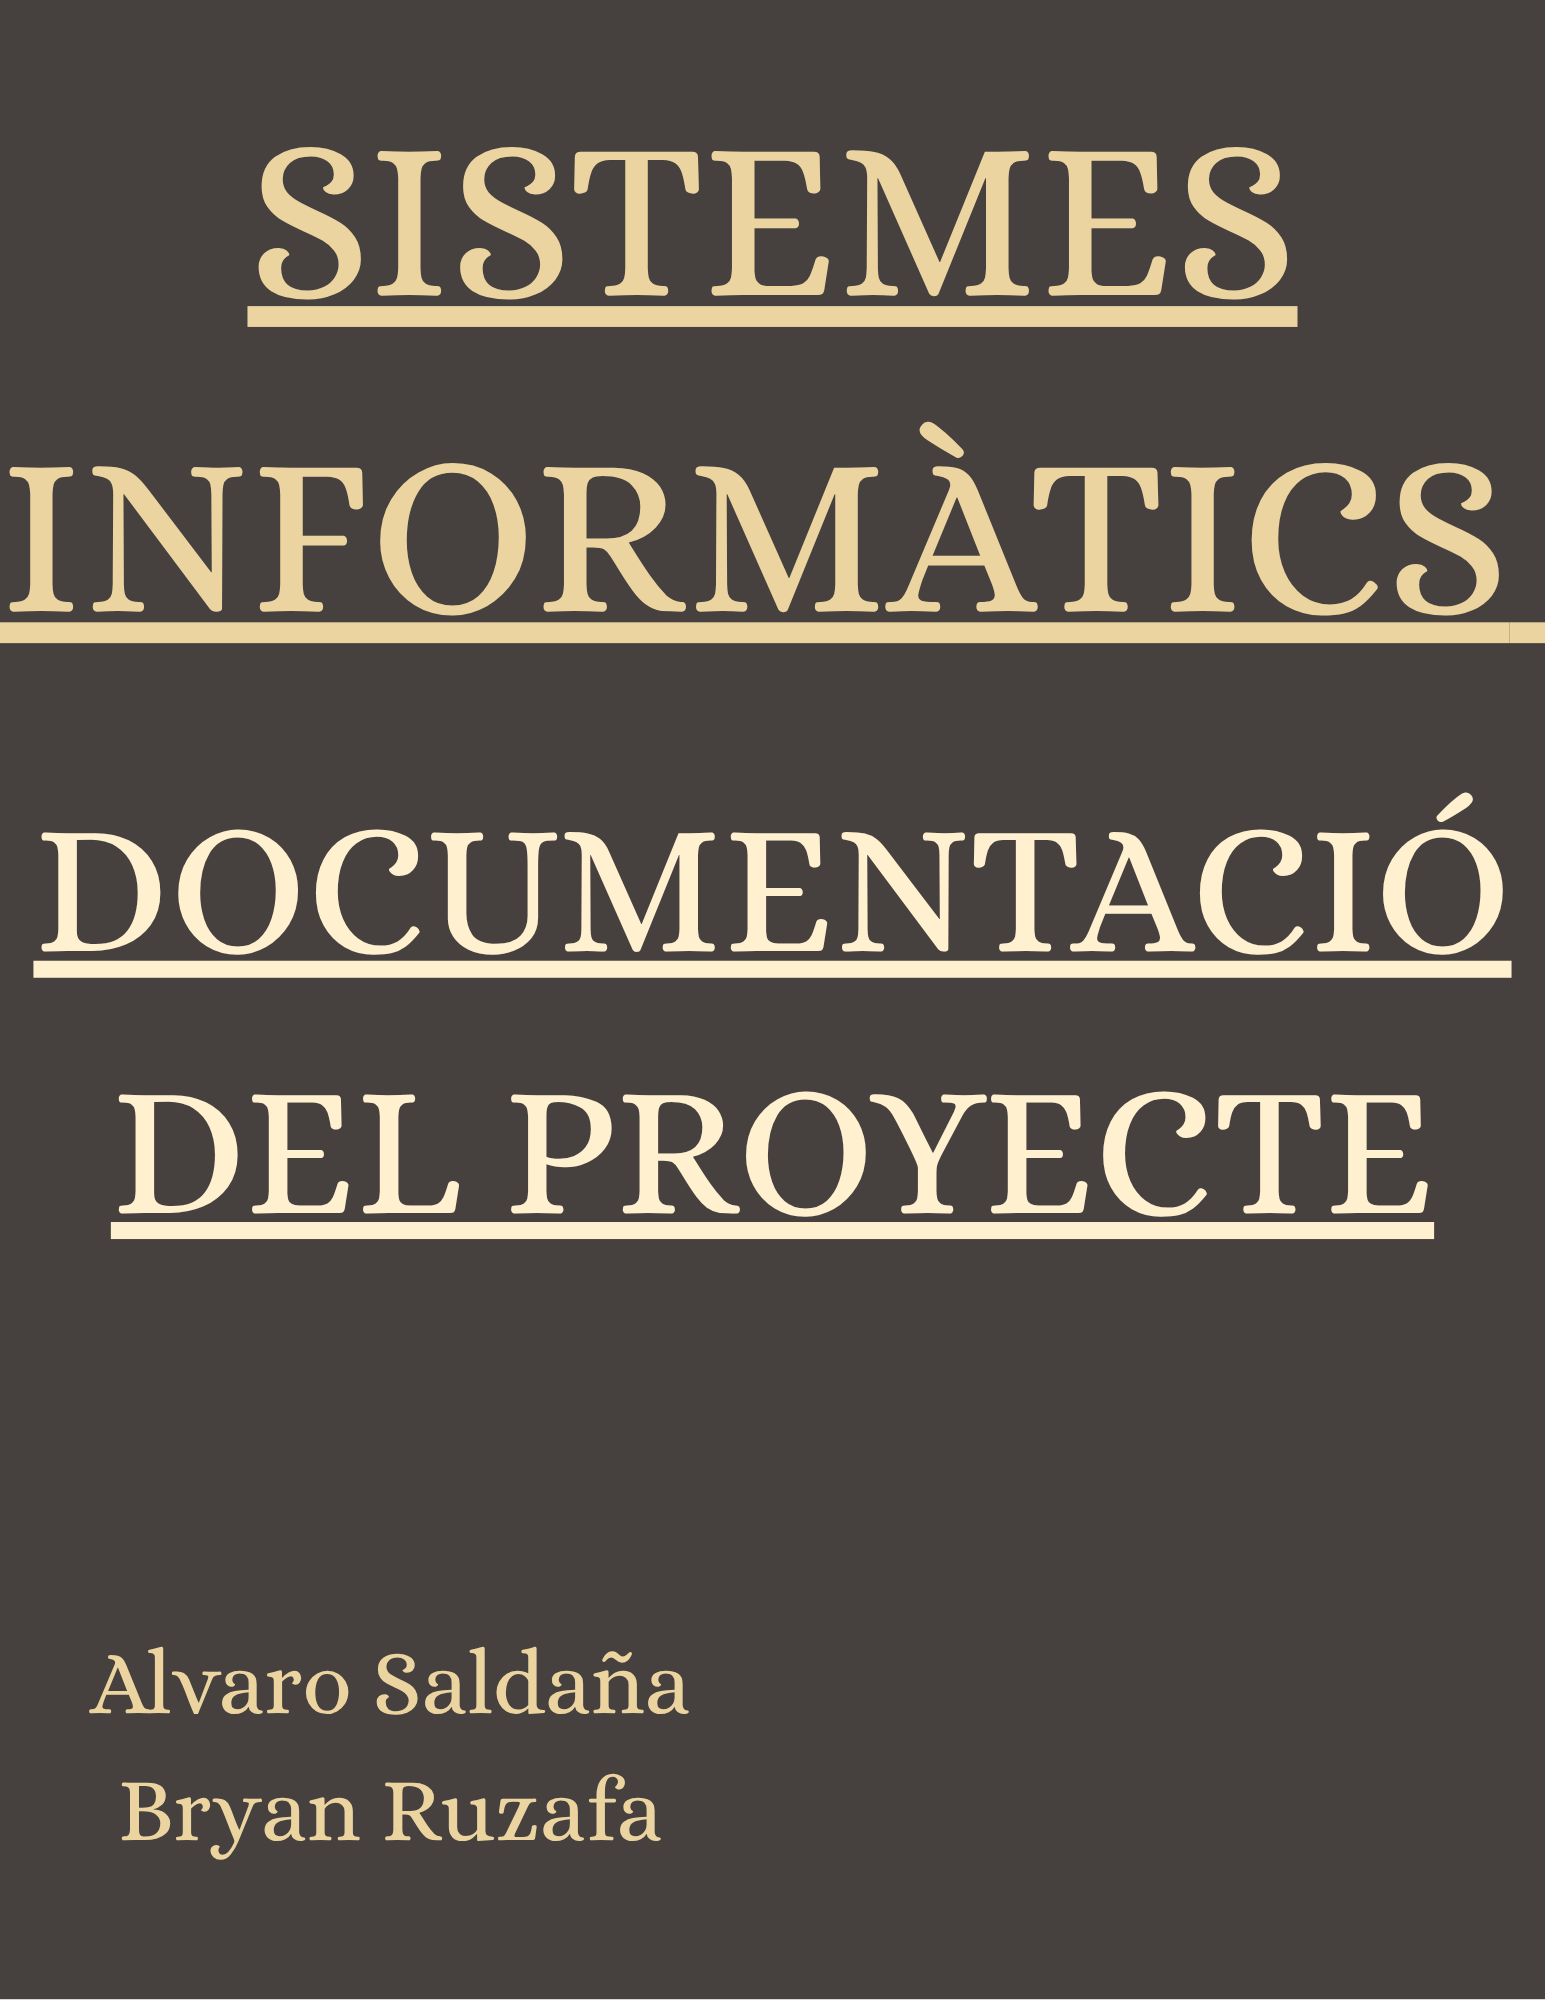 SISTEMES
INFORMÀTICS
DOCUMENTACIÓ
DEL PROYECTE
Alvaro Saldaña
Bryan Ruzafa